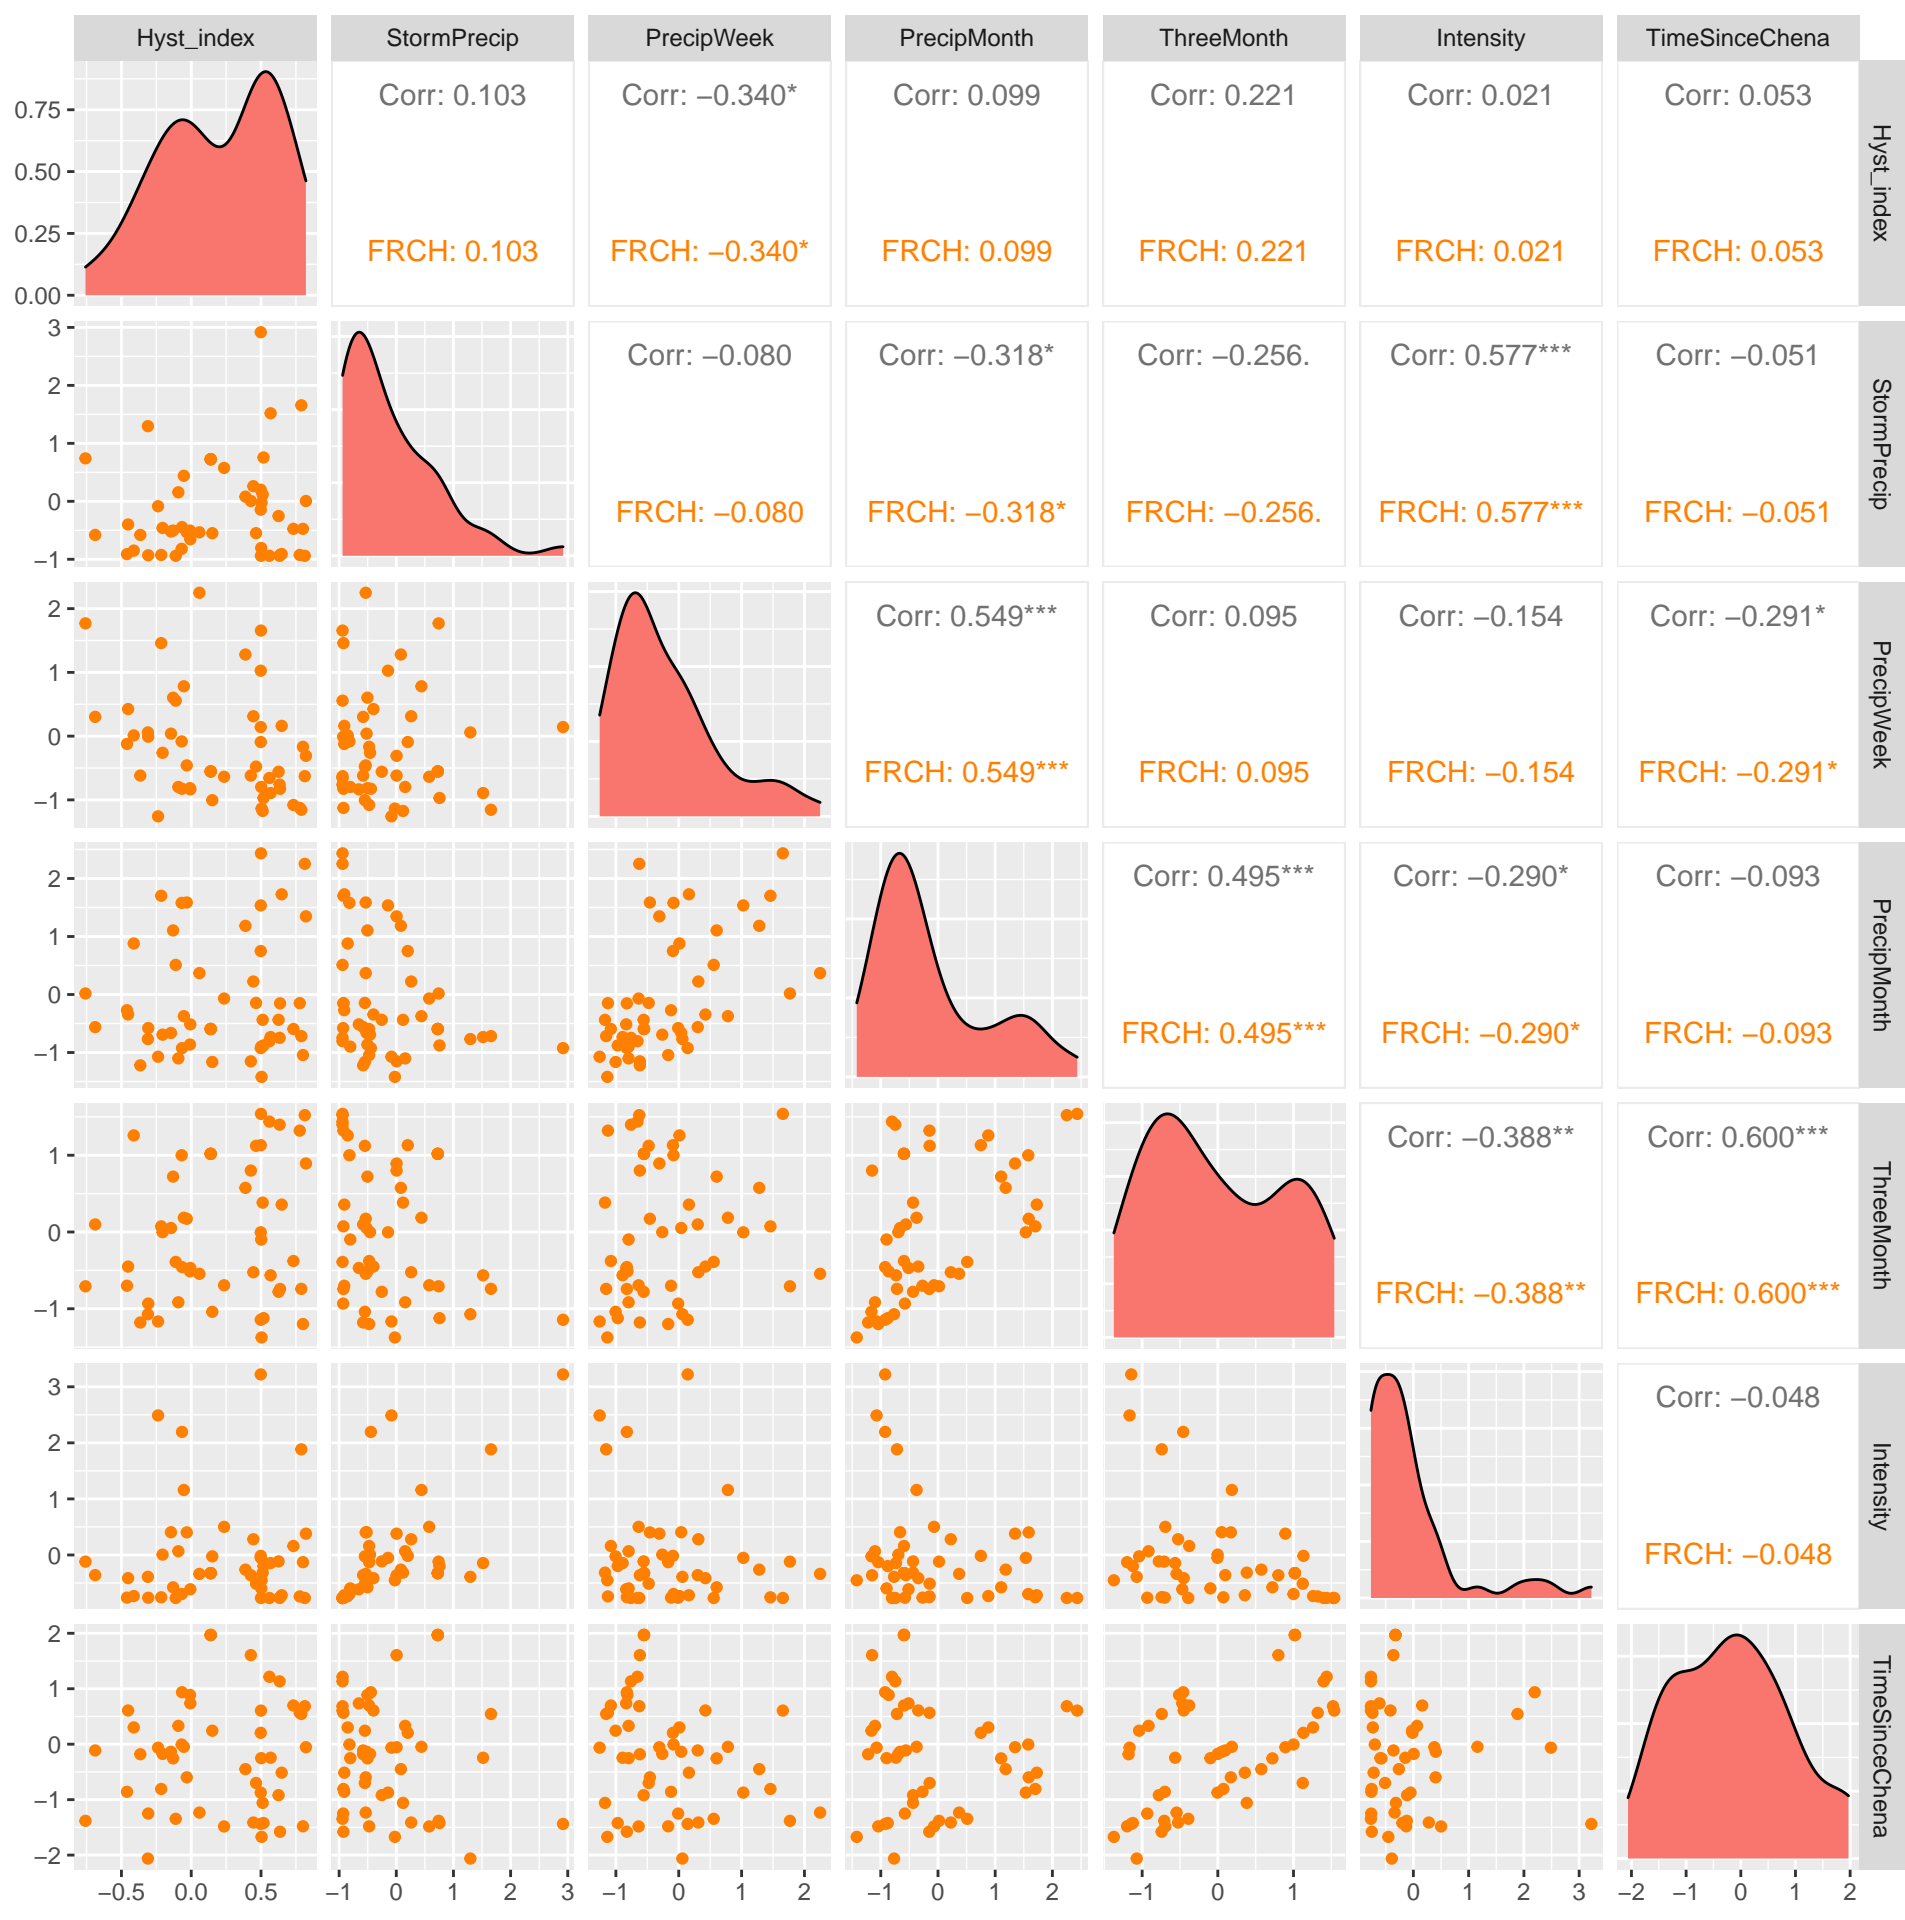 Hyst_index StormPrecip PrecipWeek PrecipMonth ThreeMonth Intensity TimeSinceChena
0.75
0.50
0.25
0.00
Corr: 0.103 Corr: −0.340* Corr: 0.099 Corr: 0.221 Corr: 0.021 Corr: 0.053
FRCH: 0.103 FRCH: −0.340* FRCH: 0.099 FRCH: 0.221 FRCH: 0.021 FRCH: 0.053
Hyst_index
3
2
1
0
−1
Corr: −0.080 Corr: −0.318* Corr: −0.256. Corr: 0.577*** Corr: −0.051
FRCH: −0.080 FRCH: −0.318* FRCH: −0.256. FRCH: 0.577*** FRCH: −0.051
StormPrecip
2
1
0
−1
Corr: 0.549*** Corr: 0.095 Corr: −0.154 Corr: −0.291*
FRCH: 0.549*** FRCH: 0.095 FRCH: −0.154 FRCH: −0.291*
PrecipWeek
2
1
0
−1
Corr: 0.495*** Corr: −0.290* Corr: −0.093
FRCH: 0.495*** FRCH: −0.290* FRCH: −0.093
PrecipMonth
1
0
−1
Corr: −0.388** Corr: 0.600***
FRCH: −0.388** FRCH: 0.600***
ThreeMonth
3
2
1
0
Corr: −0.048
FRCH: −0.048
Intensity
2
1
0
−1
−2
TimeSinceChena
−0.5 0.0 0.5 −1 0 1 2 3 −1 0 1 2 −1 0 1 2 −1 0 1 0 1 2 3 −2 −1 0 1 2